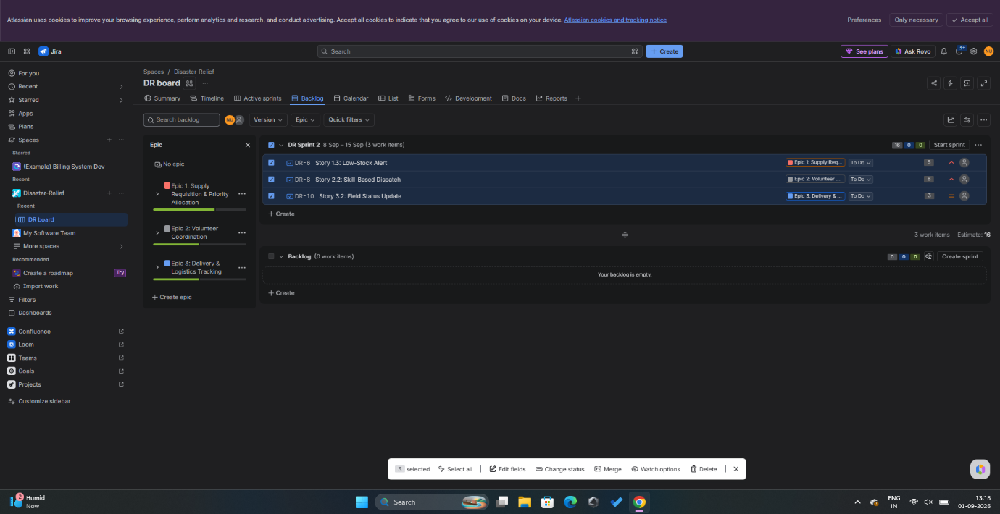 Atlassian uses cookies to improve your browsing experience, perform analytics and research, and conduct advertising. Accept all cookies to indicate that you agree to our use of cookies on your device. Atlassian cookies and tracking notice
Preferences
Only necessary
Accept all
Jira
Search
Create
See plans
Ask Rovo
3+
NU
For you
Recent
Starred
Apps
Plans
Spaces
Starred
(Example) Billing System Dev
Recent
Disaster-Relief
Recent
DR board
My Software Team
More spaces
Recommended
Create a roadmap
Try
Import work
Filters
Dashboards
Confluence
Loom
Teams
Goals
Projects
Customize sidebar
Spaces / Disaster-Relief
DR board
Summary
Timeline
Active sprints
Backlog
Calendar
List
Forms
Development
Docs
Reports
Search backlog
NU
Version
Epic
Quick filters
Epic
No epic
Epic 1: Supply
Requisition & Priority
Allocation
Epic 2: Volunteer
Coordination
Epic 3: Delivery &
Logistics Tracking
Create epic
DR Sprint 2 8 Sep – 15 Sep (3 work items)
16 0 0
Start sprint
DR-6 Story 1.3: Low-Stock Alert Epic 1: Supply Req... To Do 5
DR-8 Story 2.2: Skill-Based Dispatch Epic 2: Volunteer ... To Do 8
DR-10 Story 3.2: Field Status Update Epic 3: Delivery & ... To Do 3
Create
3 work items | Estimate: 16
Backlog (0 work items)
0 0 0
Create sprint
Your backlog is empty.
Create
3 selected
Select all
Edit fields
Change status
Merge
Watch options
Delete
2
Humid
Now
Search
ENG
IN
13:18
01-09-2026